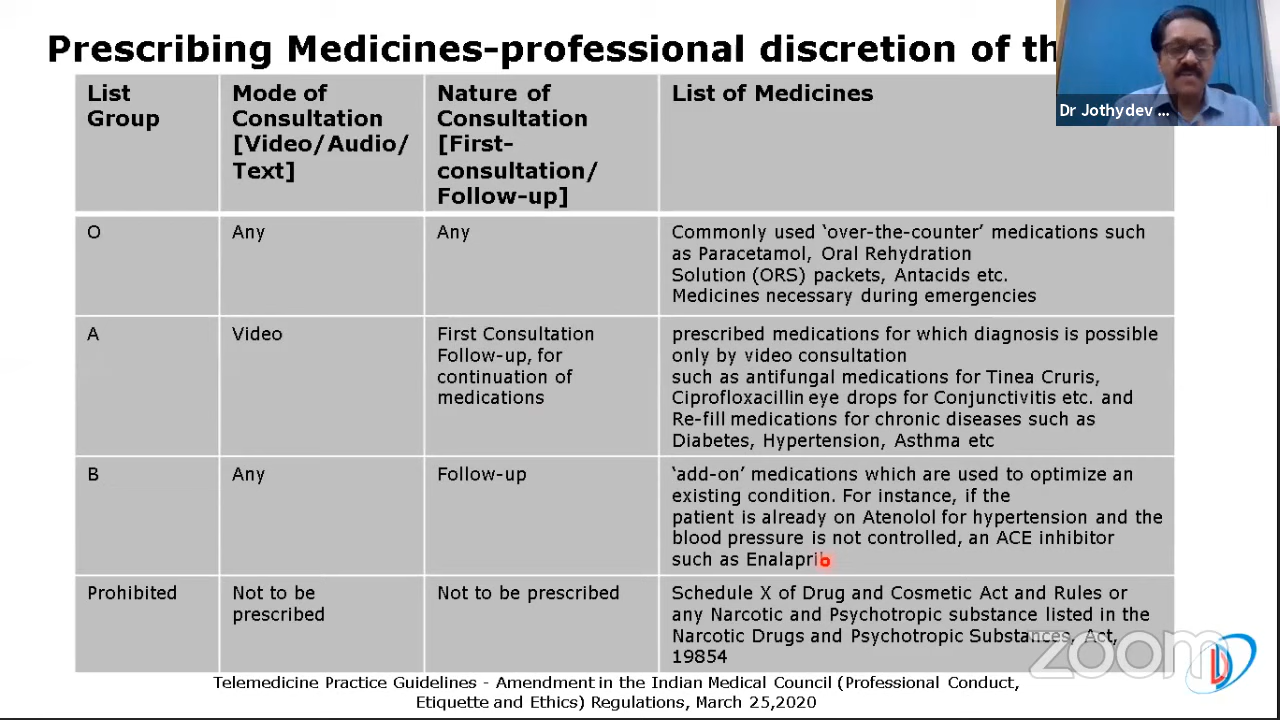 Prescribing Medicines-professional discretion of th
Dr Jothydev ...
List
Group
Mode of
Consultation
[Video/Audio/
Text]
Nature of
Consultation
[First-
consultation/
Follow-up]
List of Medicines
O
Any
Any
Commonly used ‘over-the-counter’ medications such
as Paracetamol, Oral Rehydration
Solution (ORS) packets, Antacids etc.
Medicines necessary during emergencies
A
Video
First Consultation
Follow-up, for
continuation of
medications
prescribed medications for which diagnosis is possible
only by video consultation
such as antifungal medications for Tinea Cruris,
Ciprofloxacillin eye drops for Conjunctivitis etc. and
Re-fill medications for chronic diseases such as
Diabetes, Hypertension, Asthma etc
B
Any
Follow-up
‘add-on’ medications which are used to optimize an
existing condition. For instance, if the
patient is already on Atenolol for hypertension and the
blood pressure is not controlled, an ACE inhibitor
such as Enalapril
Prohibited
Not to be
prescribed
Not to be prescribed
Schedule X of Drug and Cosmetic Act and Rules or
any Narcotic and Psychotropic substance listed in the
Narcotic Drugs and Psychotropic Substances, Act,
19854
zoom
Telemedicine Practice Guidelines - Amendment in the Indian Medical Council (Professional Conduct,
Etiquette and Ethics) Regulations, March 25,2020